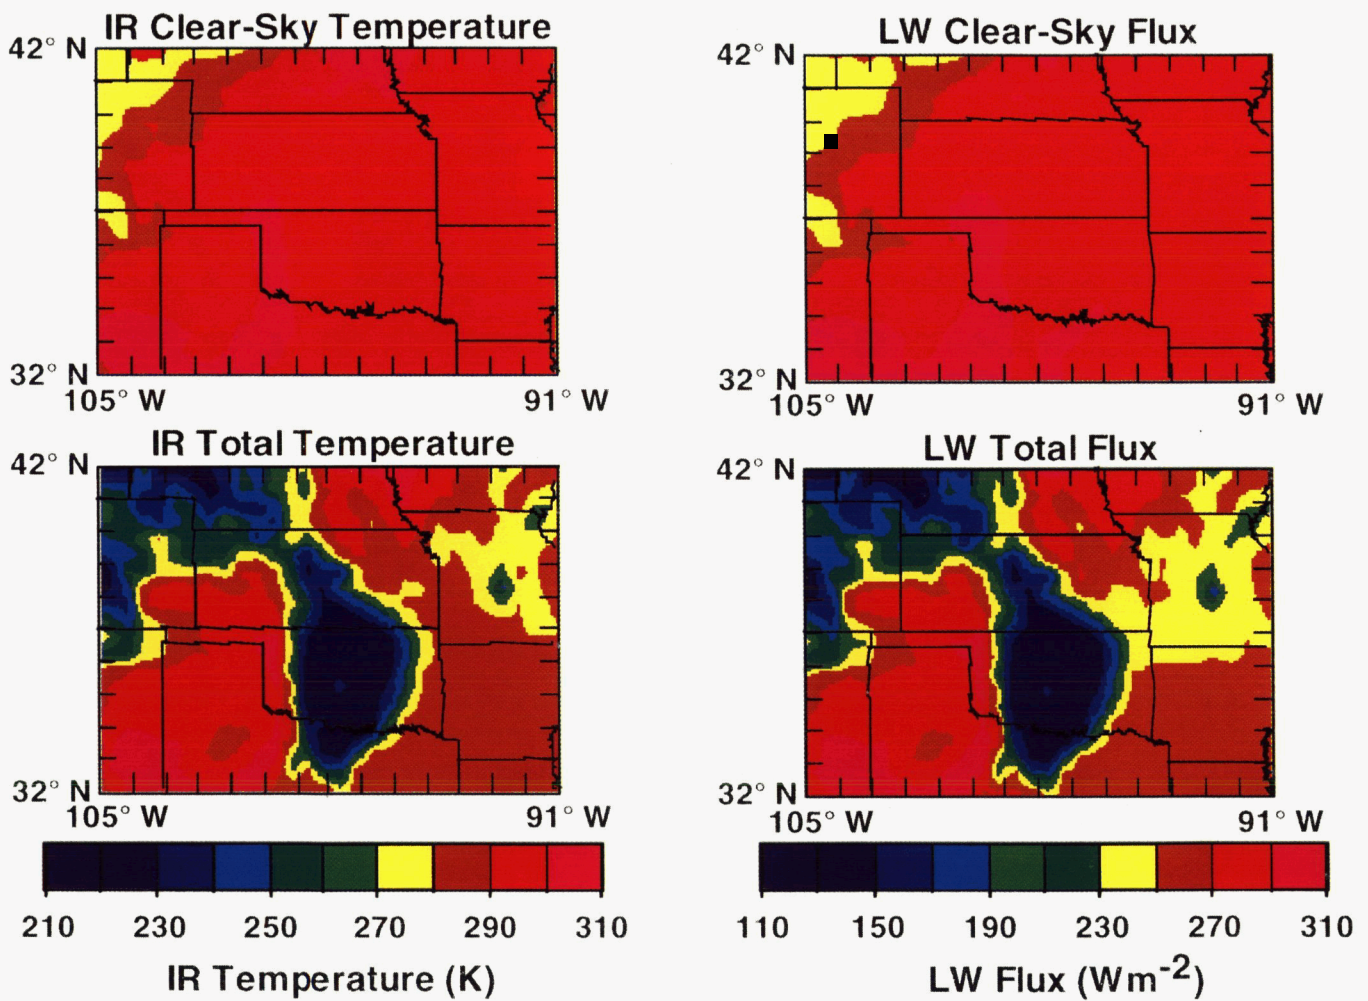 IR Clear-Sky Temperature
LW Clear-Sky Flux
42° N
42° N
32° N
32° N
105° W
91° W
105° W
91° W
IR Total Temperature
LW Total Flux
42° N
42° N
32° N
32° N
105° W
91° W
105° W
91° W
210 230 250 270 290 310
110 150 190 230 270 310
IR Temperature (K)
LW Flux (Wm-2)